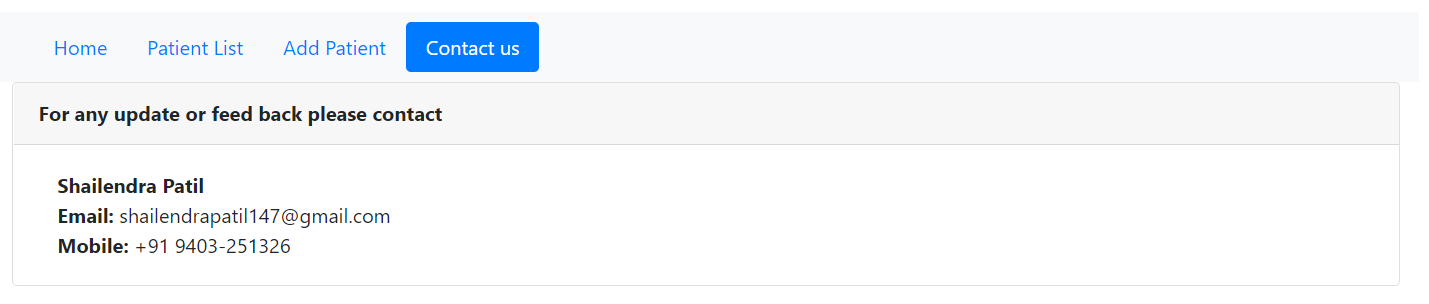 Home Patient List Add Patient Contact us
For any update or feed back please contact
Shailendra Patil
Email: shailendrapatil147@gmail.com
Mobile: +91 9403-251326